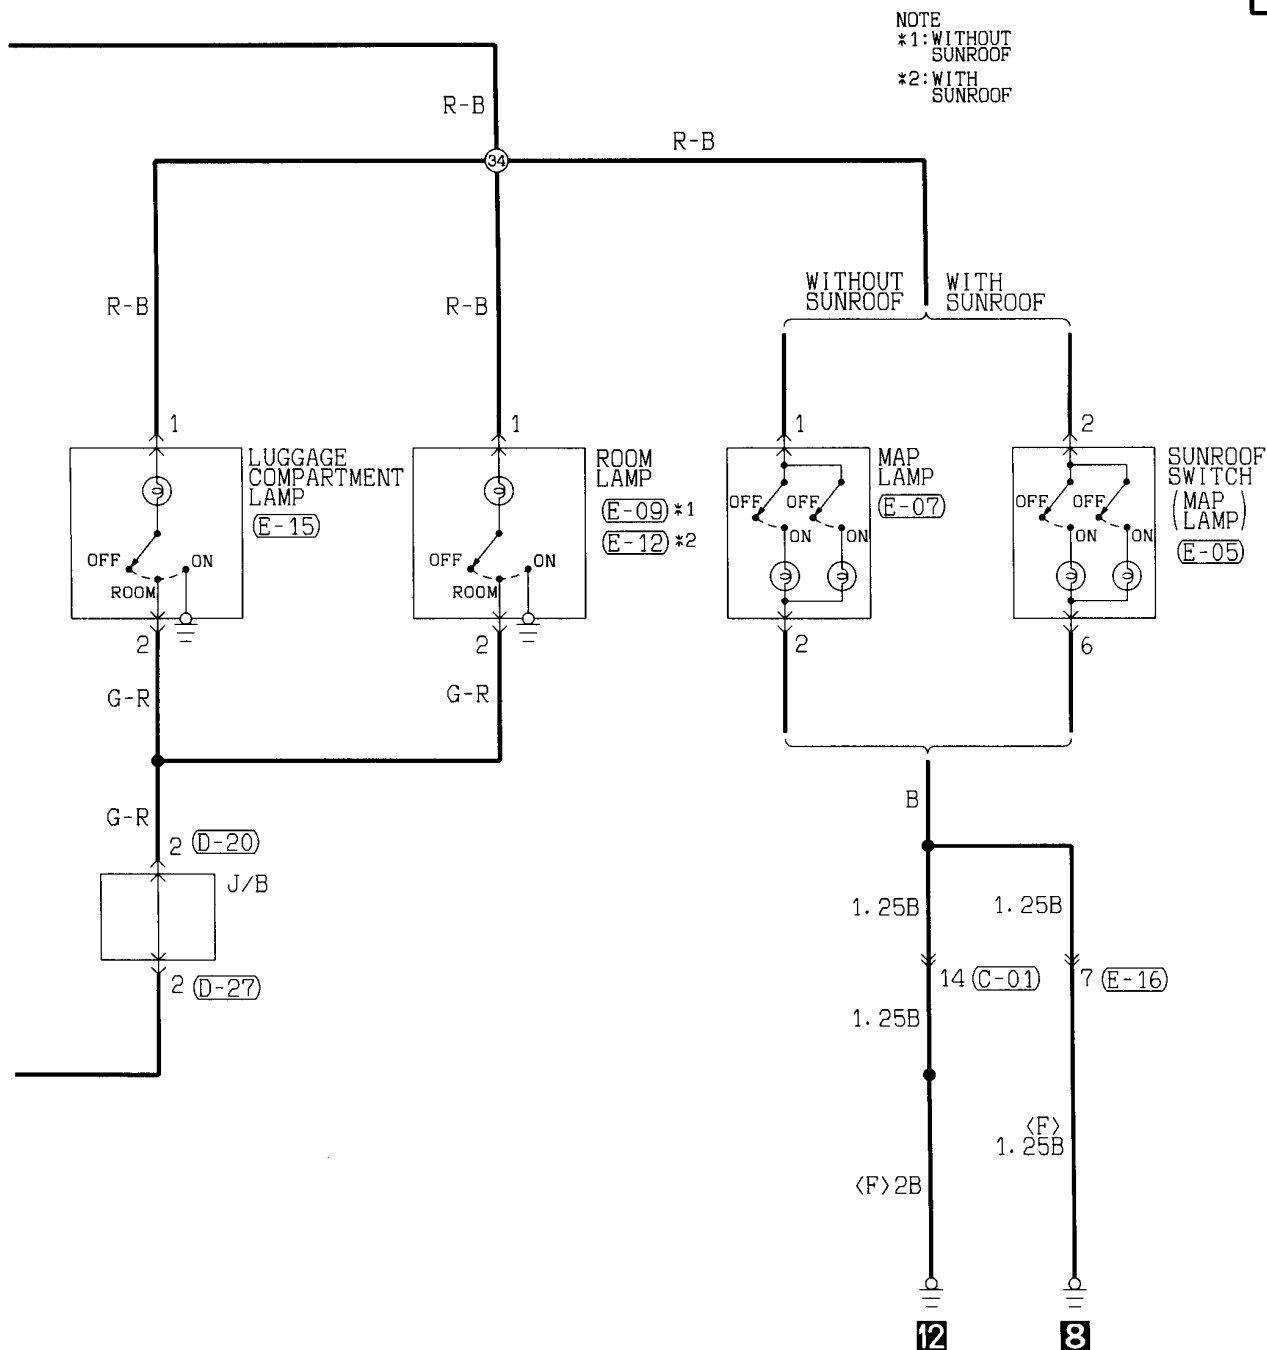 NOTE
*1:WITHOUT
SUNROOF
*2:WITH
SUNROOF
R-B
34
R-B
WITHOUT
SUNROOF
WITH
SUNROOF
R-B
R-B
1
1
1
2
LUGGAGE
COMPARTMENT
LAMP
(E-15)
OFF
ON
ROOM
ROOM
LAMP
(E-09)*1
(E-12)*2
OFF
ON
ROOM
MAP
LAMP
(E-07)
OFF
OFF
ON
ON
SUNROOF
SWITCH
(MAP
LAMP)
(E-05)
OFF
OFF
ON
ON
2
2
2
6
G-R
G-R
G-R
2 (D-20)
J/B
2 (D-27)
B
1.25B
1.25B
14 (C-01)
7 (E-16)
1.25B
<F>
1.25B
<F>2B
12
8